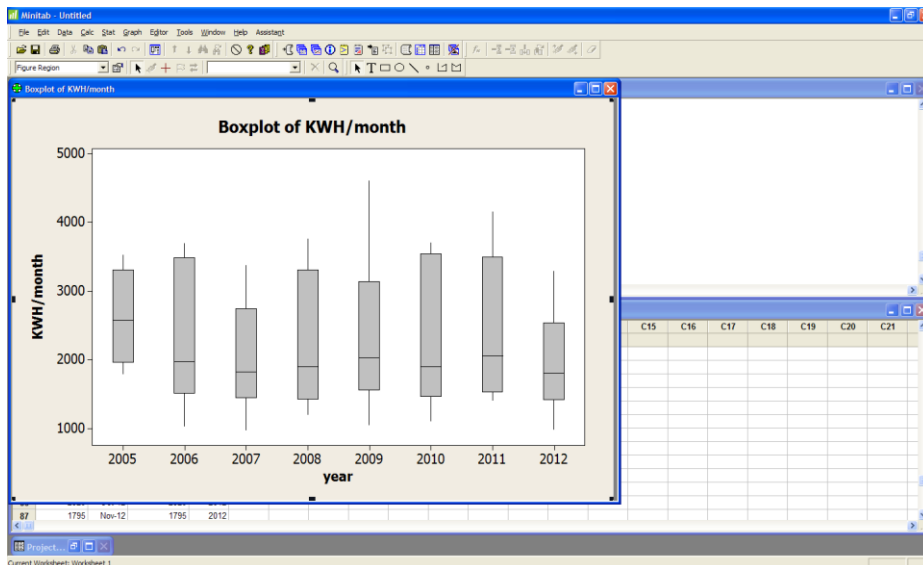 Minitab - Untitled
File Edit Data Calc Stat Graph Editor Tools Window Help Assistant
Figure Region
Boxplot of KWH/month
Boxplot of KWH/month
5000
4000
3000
2000
1000
KWH/month
2005 2006 2007 2008 2009 2010 2011 2012
year
C15 C16 C17 C18 C19 C20 C21
87 1795 Nov-12 1795 2012
Project...
Current Worksheet: Worksheet 1